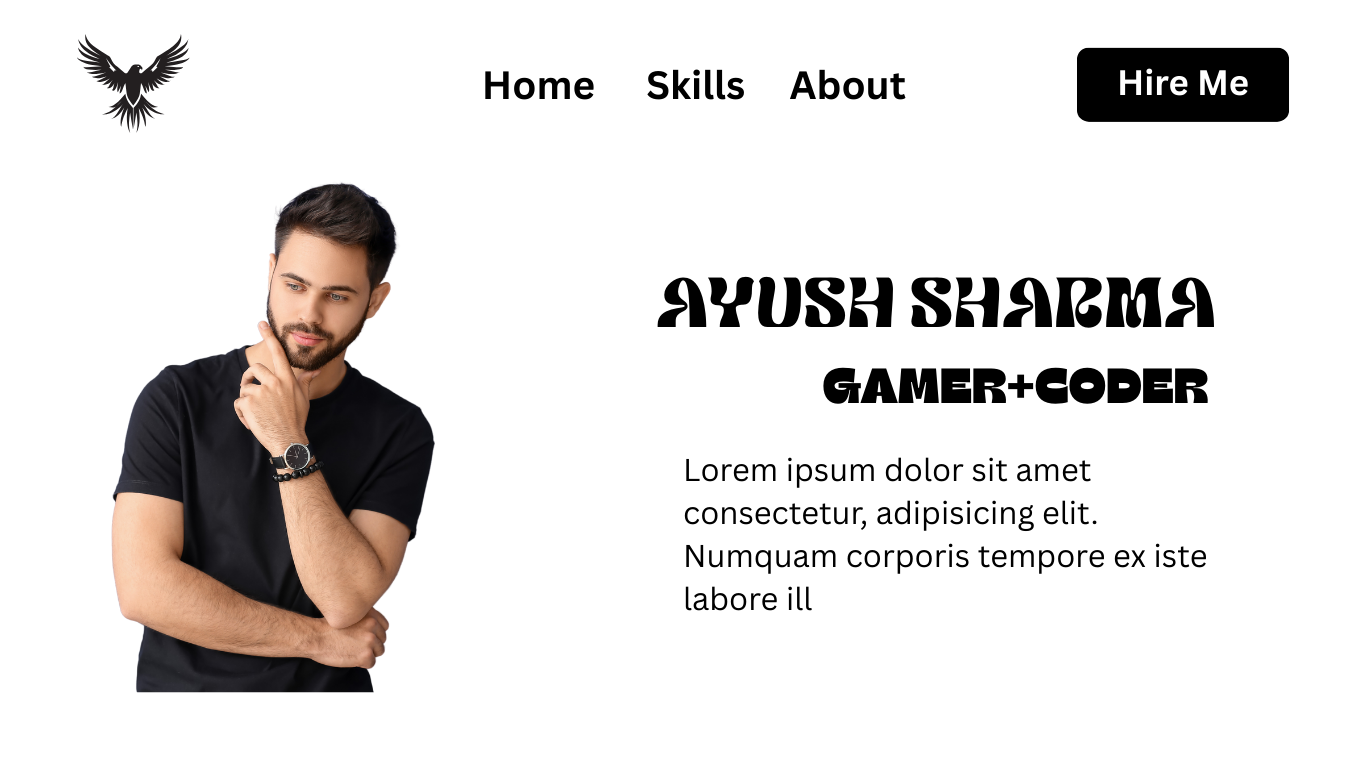 Home Skills About Hire Me
AYUSH SHARMA
GAMER+CODER
Lorem ipsum dolor sit amet
consectetur, adipisicing elit.
Numquam corporis tempore ex iste
labore ill